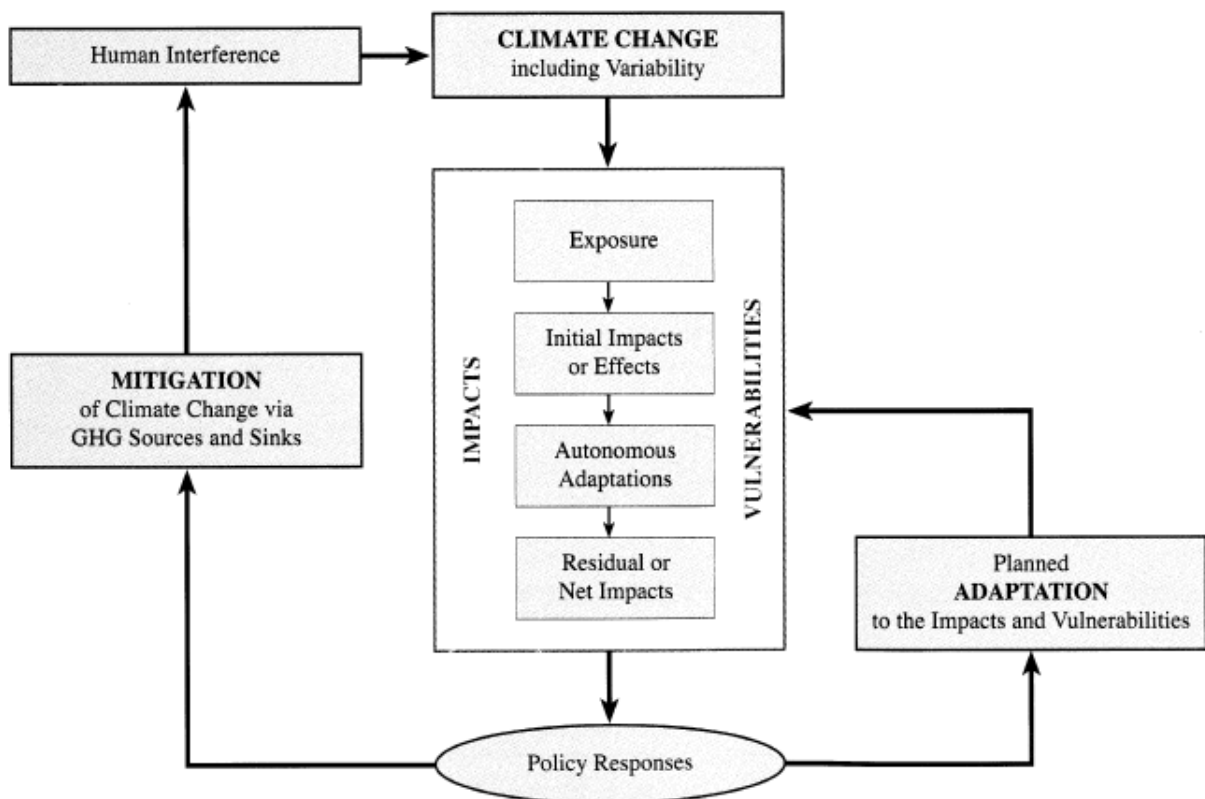 Human Interference
CLIMATE CHANGE
including Variability
Exposure
Initial Impacts
or Effects
Autonomous
Adaptations
Residual or
Net Impacts
IMPACTS
VULNERABILITIES
MITIGATION
of Climate Change via
GHG Sources and Sinks
Planned
ADAPTATION
to the Impacts and Vulnerabilities
Policy Responses